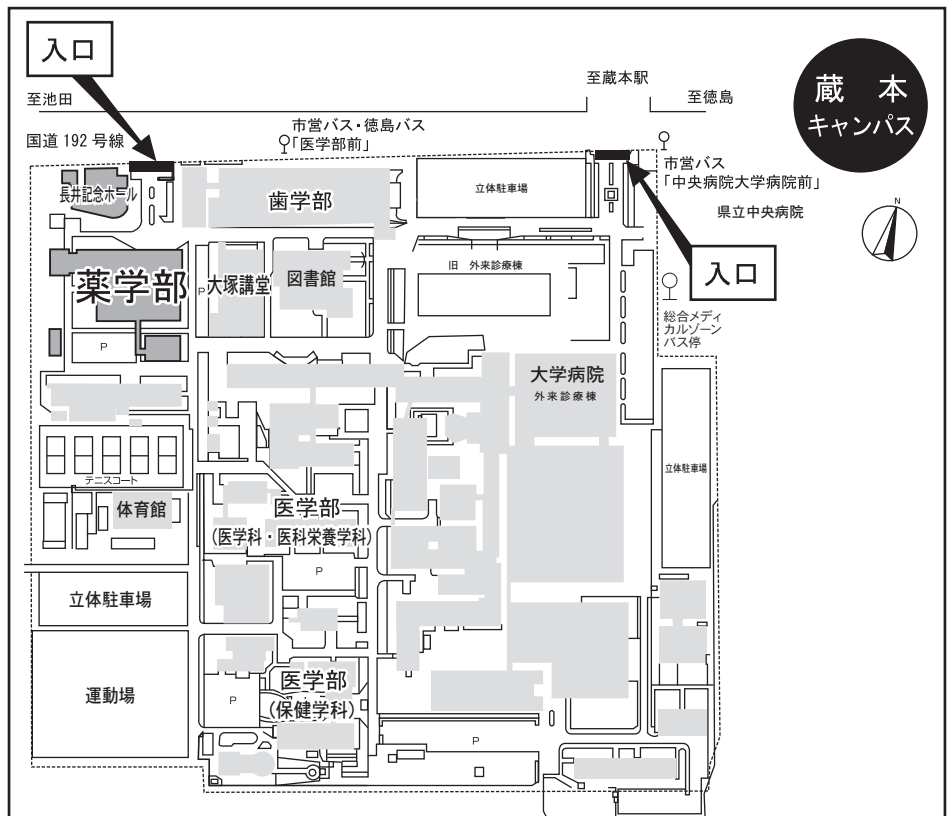 入口
至蔵本駅
至池田
至徳島
蔵 本
キャンパス
市営バス・徳島バス
「医学部前」
国道 192 号線
市営バス
「中央病院大学病院前」
県立中央病院
N
長井記念ホール
歯学部
立体駐車場
入口
薬学部
P
大塚講堂
図書館
旧 外来診療棟
総合メディ
カルゾーン
バス停
P
大学病院
外来診療棟
テニスコート
立体駐車場
体育館
医学部
(医学科・医科栄養学科)
P
立体駐車場
運動場
医学部
(保健学科)
P
P